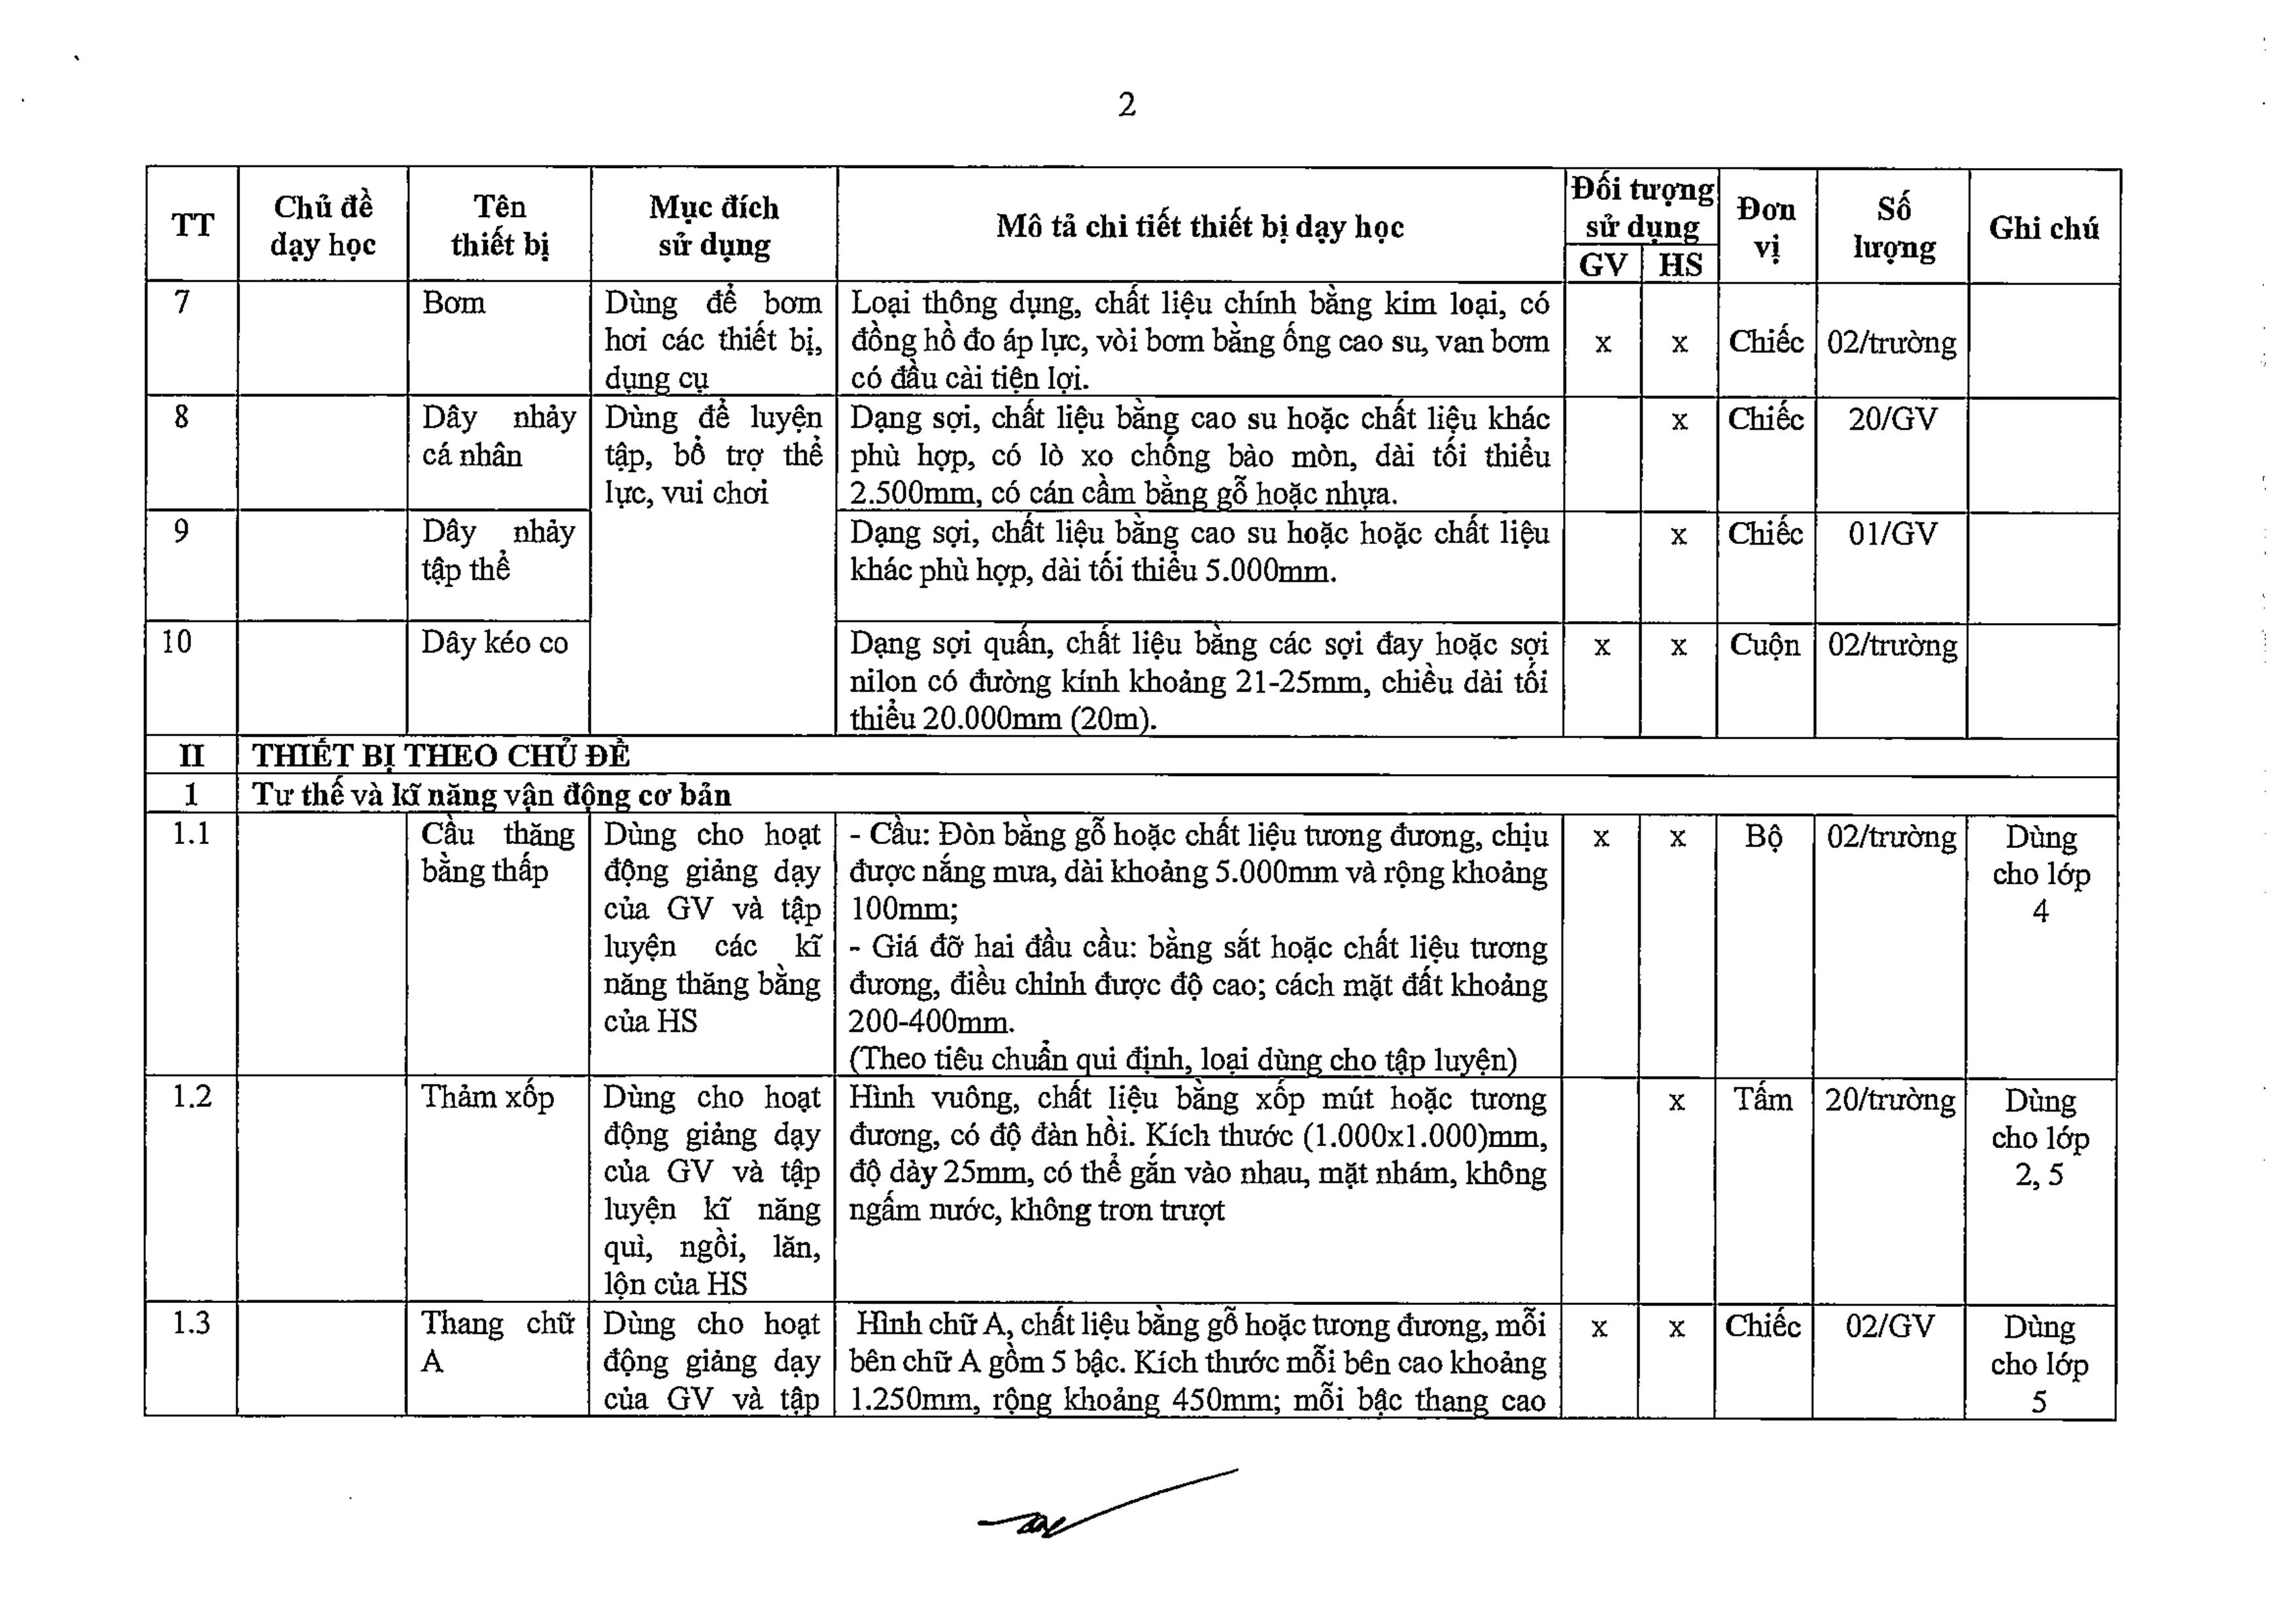 2
TT
Chủ đề
dạy học
Tên
thiết bị
Mục đích
sử dụng
Mô tả chi tiết thiết bị dạy học
Đối tượng
sử dụng
GV
HS
Đơn
vị
Số
lượng
Ghi chú
7
Bơm
Dùng để bơm
hơi các thiết bị,
dụng cụ
Loại thông dụng, chất liệu chính bằng kim loại, có
đồng hồ đo áp lực, vòi bơm bằng ống cao su, van bơm
có đầu cài tiện lợi.
x
x
Chiếc
02/trường
8
Dây nhảy
cá nhân
Dùng để luyện
tập, bổ trợ thể
lực, vui chơi
Dạng sợi, chất liệu bằng cao su hoặc chất liệu khác
phù hợp, có lò xo chống bào mòn, dài tối thiểu
2.500mm, có cán cầm bằng gỗ hoặc nhựa.
x
Chiếc
20/GV
9
Dây nhảy
tập thể
Dạng sợi, chất liệu bằng cao su hoặc hoặc chất liệu
khác phù hợp, dài tối thiểu 5.000mm.
x
Chiếc
01/GV
10
Dây kéo co
Dạng sợi quấn, chất liệu bằng các sợi đay hoặc sợi
nilon có đường kính khoảng 21-25mm, chiều dài tối
thiểu 20.000mm (20m).
x
x
Cuộn
02/trường
II
THIẾT BỊ THEO CHỦ ĐỀ
1
Tư thế và kĩ năng vận động cơ bản
1.1
Cầu thăng
bằng thấp
Dùng cho hoạt
động giảng dạy
của GV và tập
luyện các kĩ
năng thăng bằng
của HS
- Cầu: Đòn bằng gỗ hoặc chất liệu tương đương, chịu
được nắng mưa, dài khoảng 5.000mm và rộng khoảng
100mm;
- Giá đỡ hai đầu cầu: bằng sắt hoặc chất liệu tương
đương, điều chỉnh được độ cao; cách mặt đất khoảng
200-400mm.
(Theo tiêu chuẩn qui định, loại dùng cho tập luyện)
x
x
Bộ
02/trường
Dùng
cho lớp
4
1.2
Thảm xốp
Dùng cho hoạt
động giảng dạy
của GV và tập
luyện kĩ năng
quì, ngồi, lăn,
lộn của HS
Hình vuông, chất liệu bằng xốp mút hoặc tương
đương, có độ đàn hồi. Kích thước (1.000x1.000)mm,
độ dày 25mm, có thể gắn vào nhau, mặt nhám, không
ngấm nước, không trơn trượt
x
Tấm
20/trường
Dùng
cho lớp
2, 5
1.3
Thang chữ
A
Dùng cho hoạt
động giảng dạy
của GV và tập
Hình chữ A, chất liệu bằng gỗ hoặc tương đương, mỗi
bên chữ A gồm 5 bậc. Kích thước mỗi bên cao khoảng
1.250mm, rộng khoảng 450mm; mỗi bậc thang cao
x
x
Chiếc
02/GV
Dùng
cho lớp
5